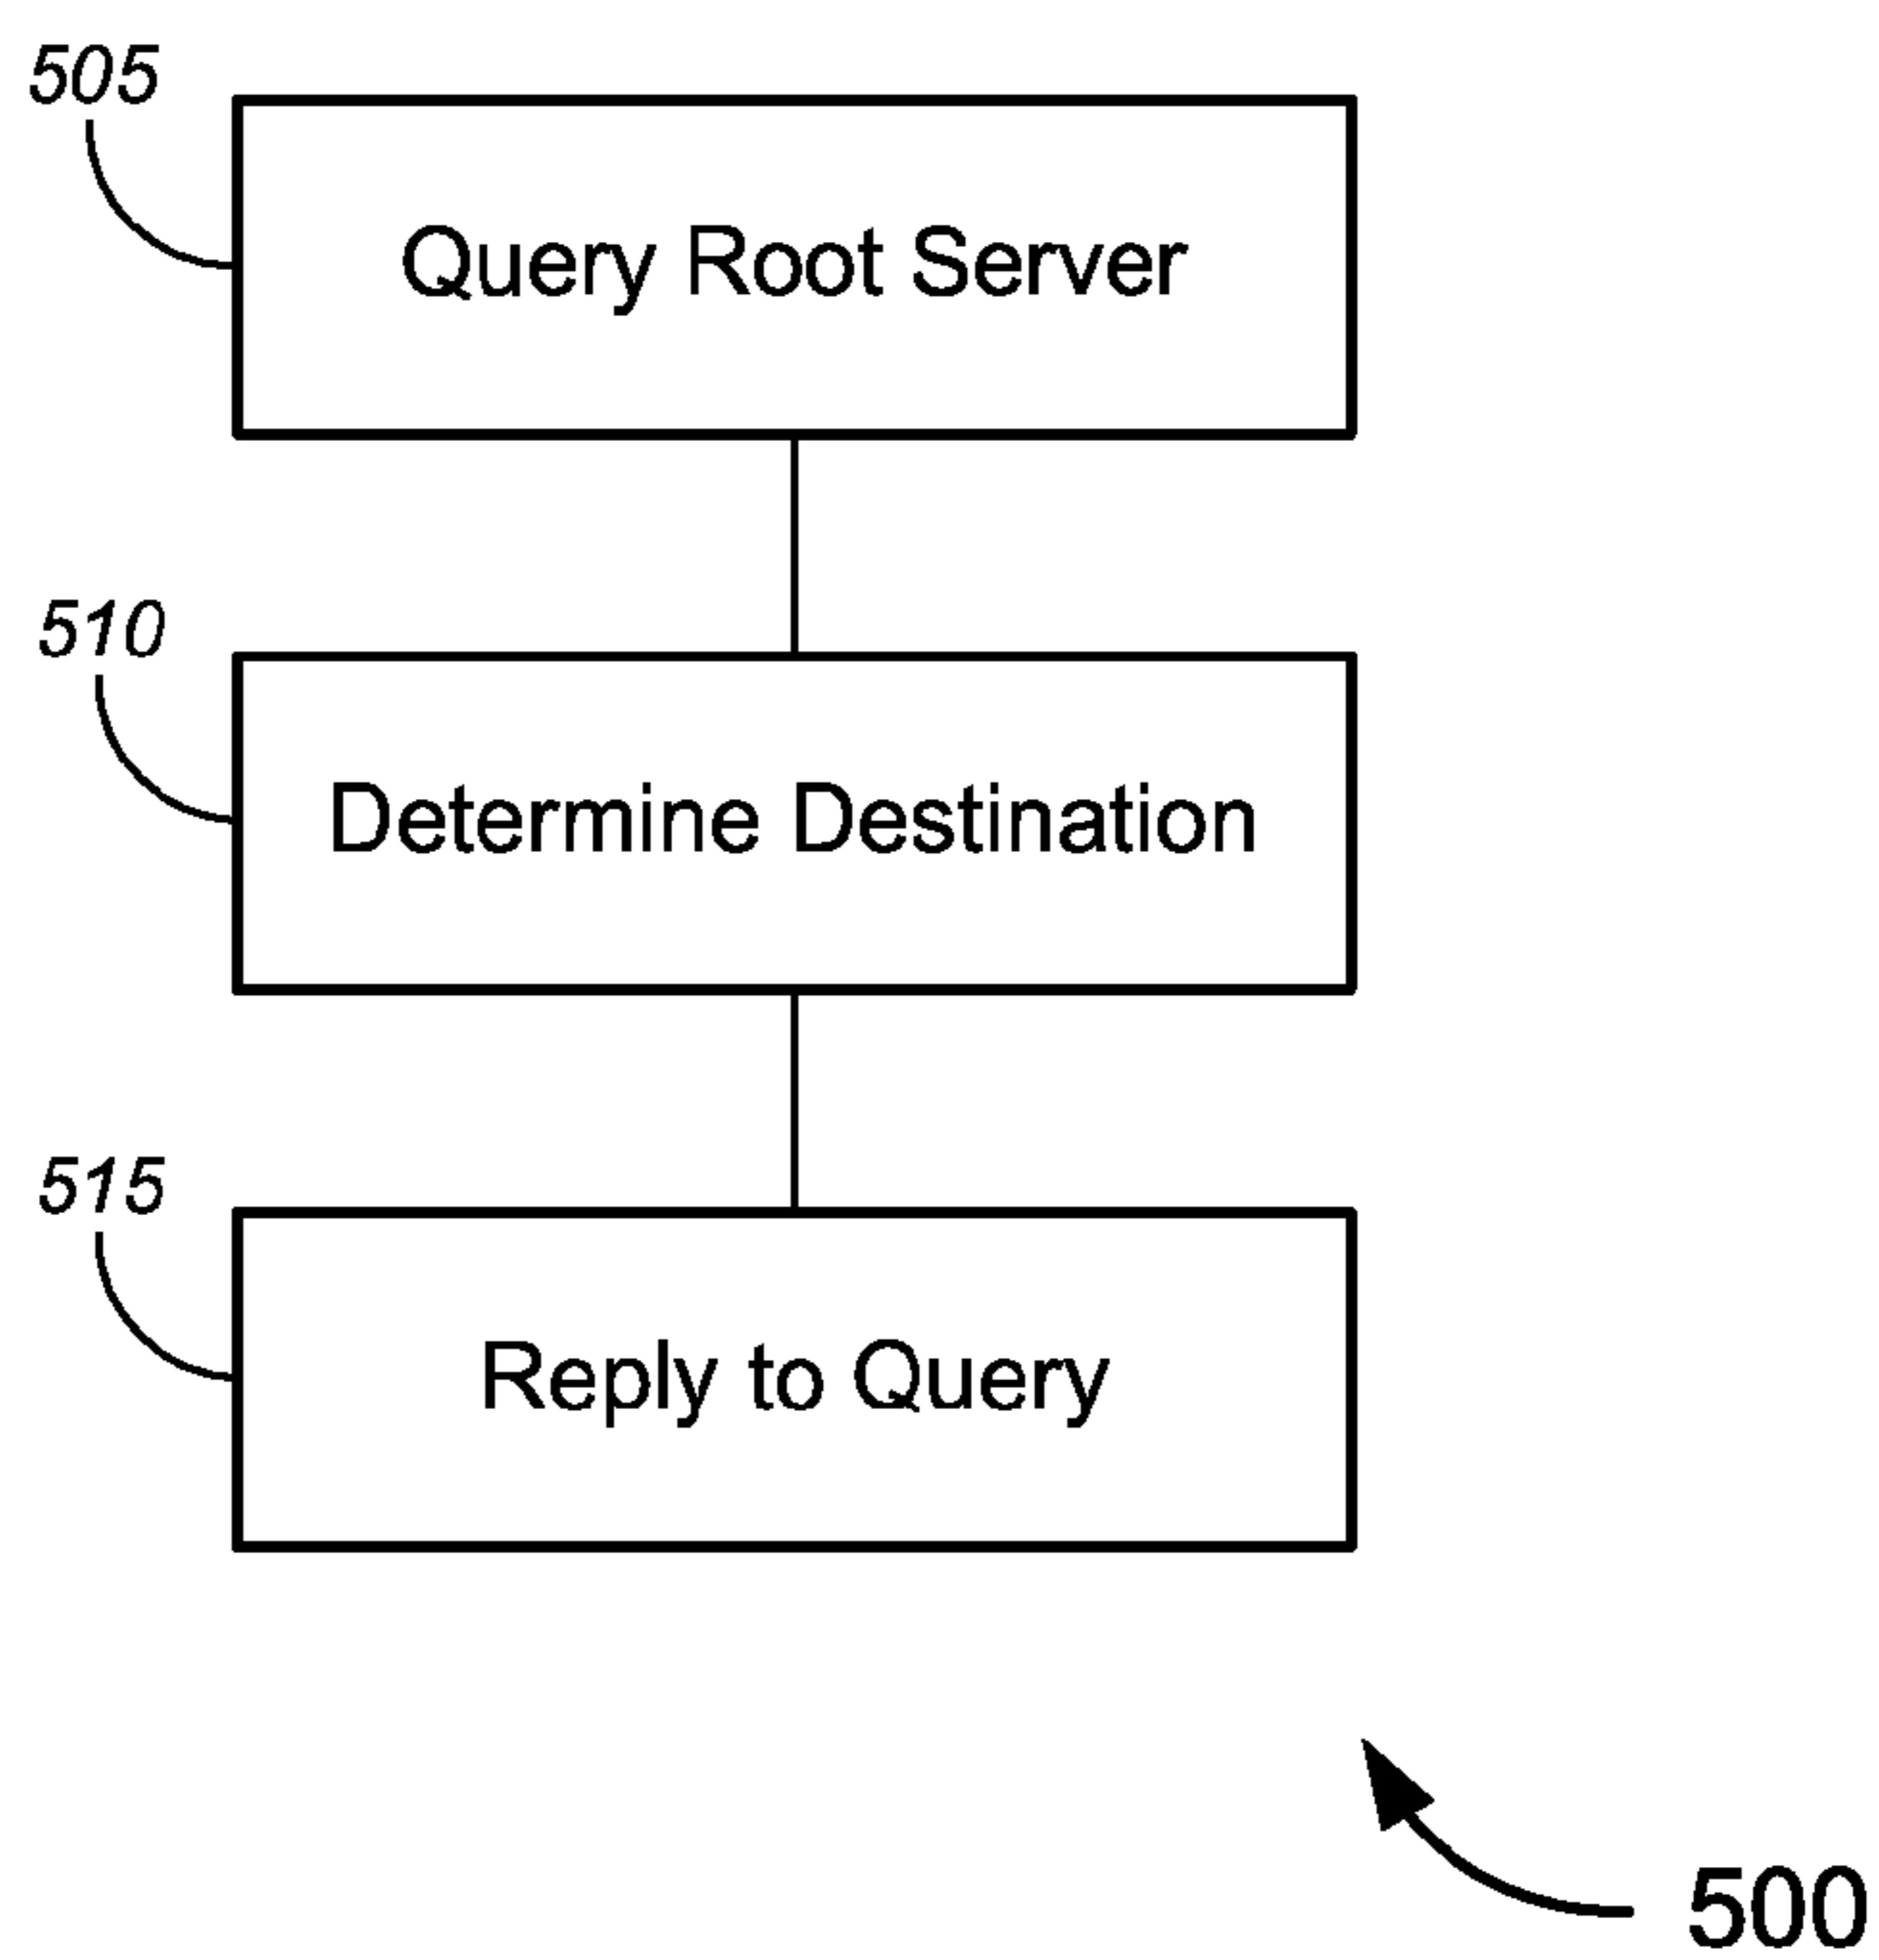 505
Query Root Server
510
Determine Destination
515
Reply to Query
500